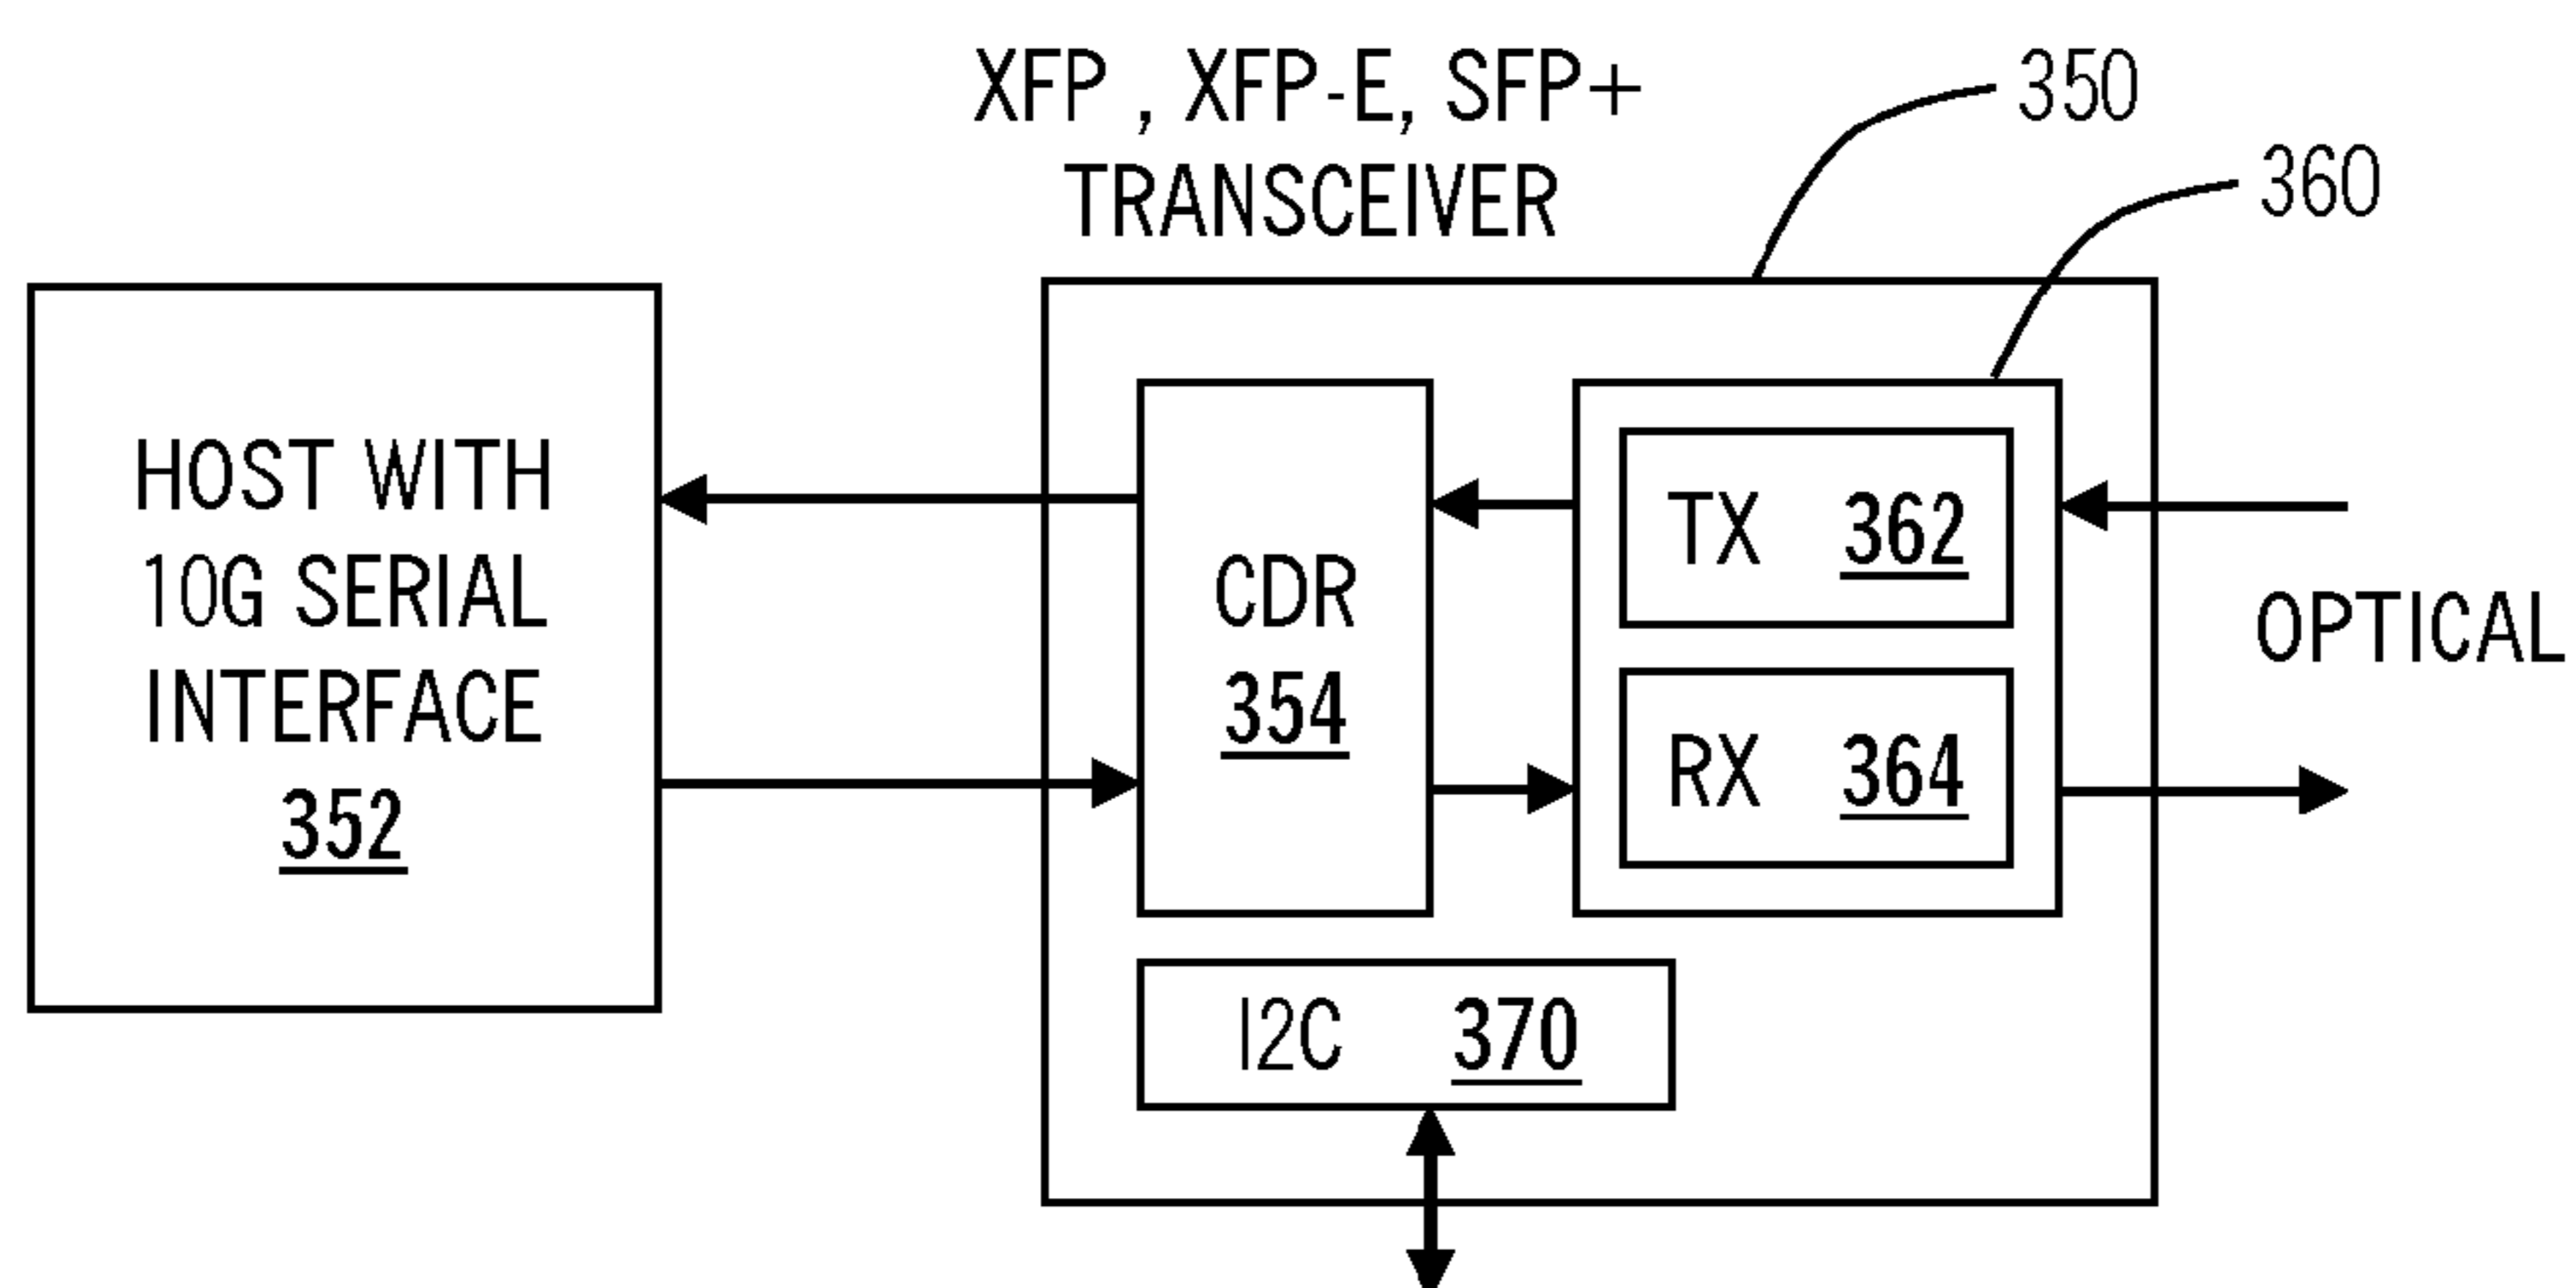 XFP , XFP-E, SFP+
TRANSCEIVER
350
360
HOST WITH
10G SERIAL
INTERFACE
352
CDR
354
TX 362
RX 364
OPTICAL
I2C 370